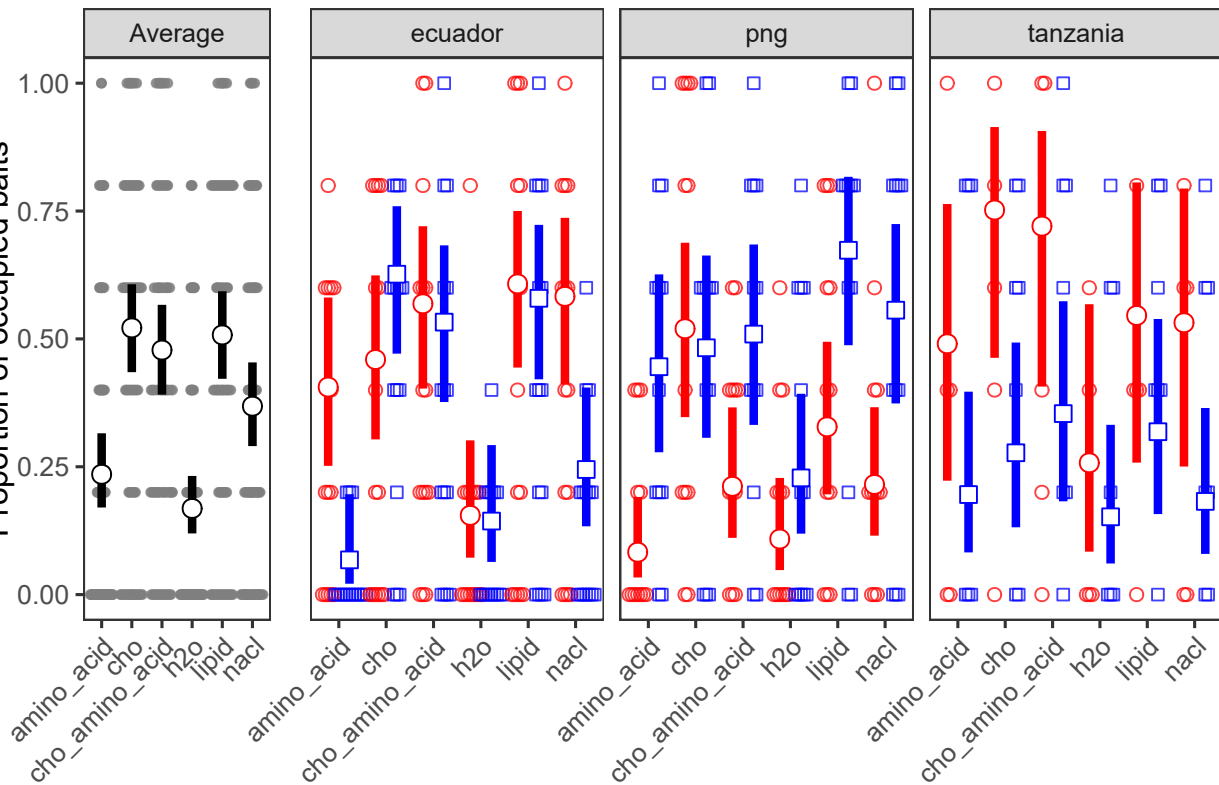 Average
ecuador
png
tanzania
Proportion of occupied baits
1.00
0.75
0.50
0.25
0.00
amino_acid
cho
cho_amino_acid
h2o
lipid
nacl
amino_acid
cho
cho_amino_acid
h2o
lipid
nacl
amino_acid
cho
cho_amino_acid
h2o
lipid
nacl
amino_acid
cho
cho_amino_acid
h2o
lipid
nacl